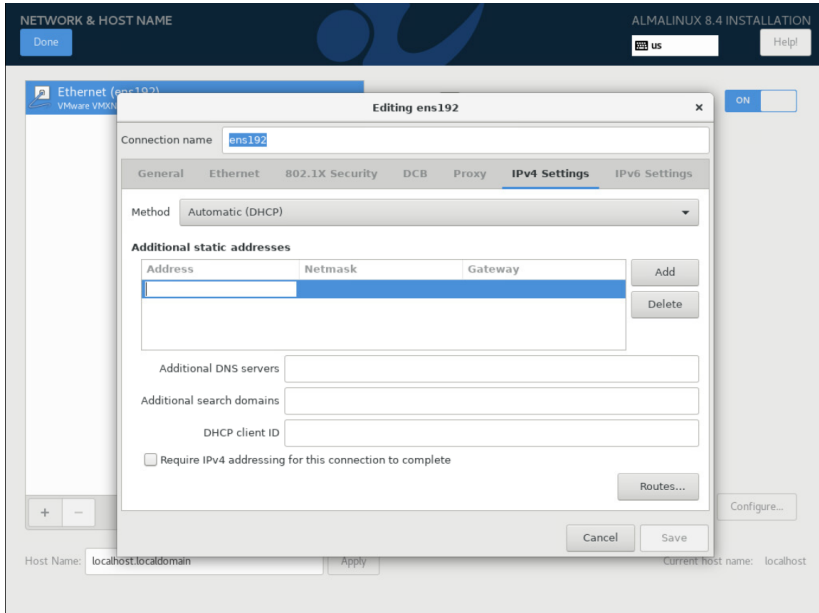 NETWORK & HOST NAME
ALMALINUX 8.4 INSTALLATION
Done
us
Help!
Ethernet (ens192)
VMware VMXN
ON
Editing ens192
×
Connection name
ens192
General
Ethernet
802.1X Security
DCB
Proxy
IPv4 Settings
IPv6 Settings
Method
Automatic (DHCP)
Additional static addresses
Address
Netmask
Gateway
Add
Delete
Additional DNS servers
Additional search domains
DHCP client ID
Require IPv4 addressing for this connection to complete
Routes...
+
−
Configure...
Cancel
Save
Host Name:
localhost.localdomain
Apply
Current host name:
localhost